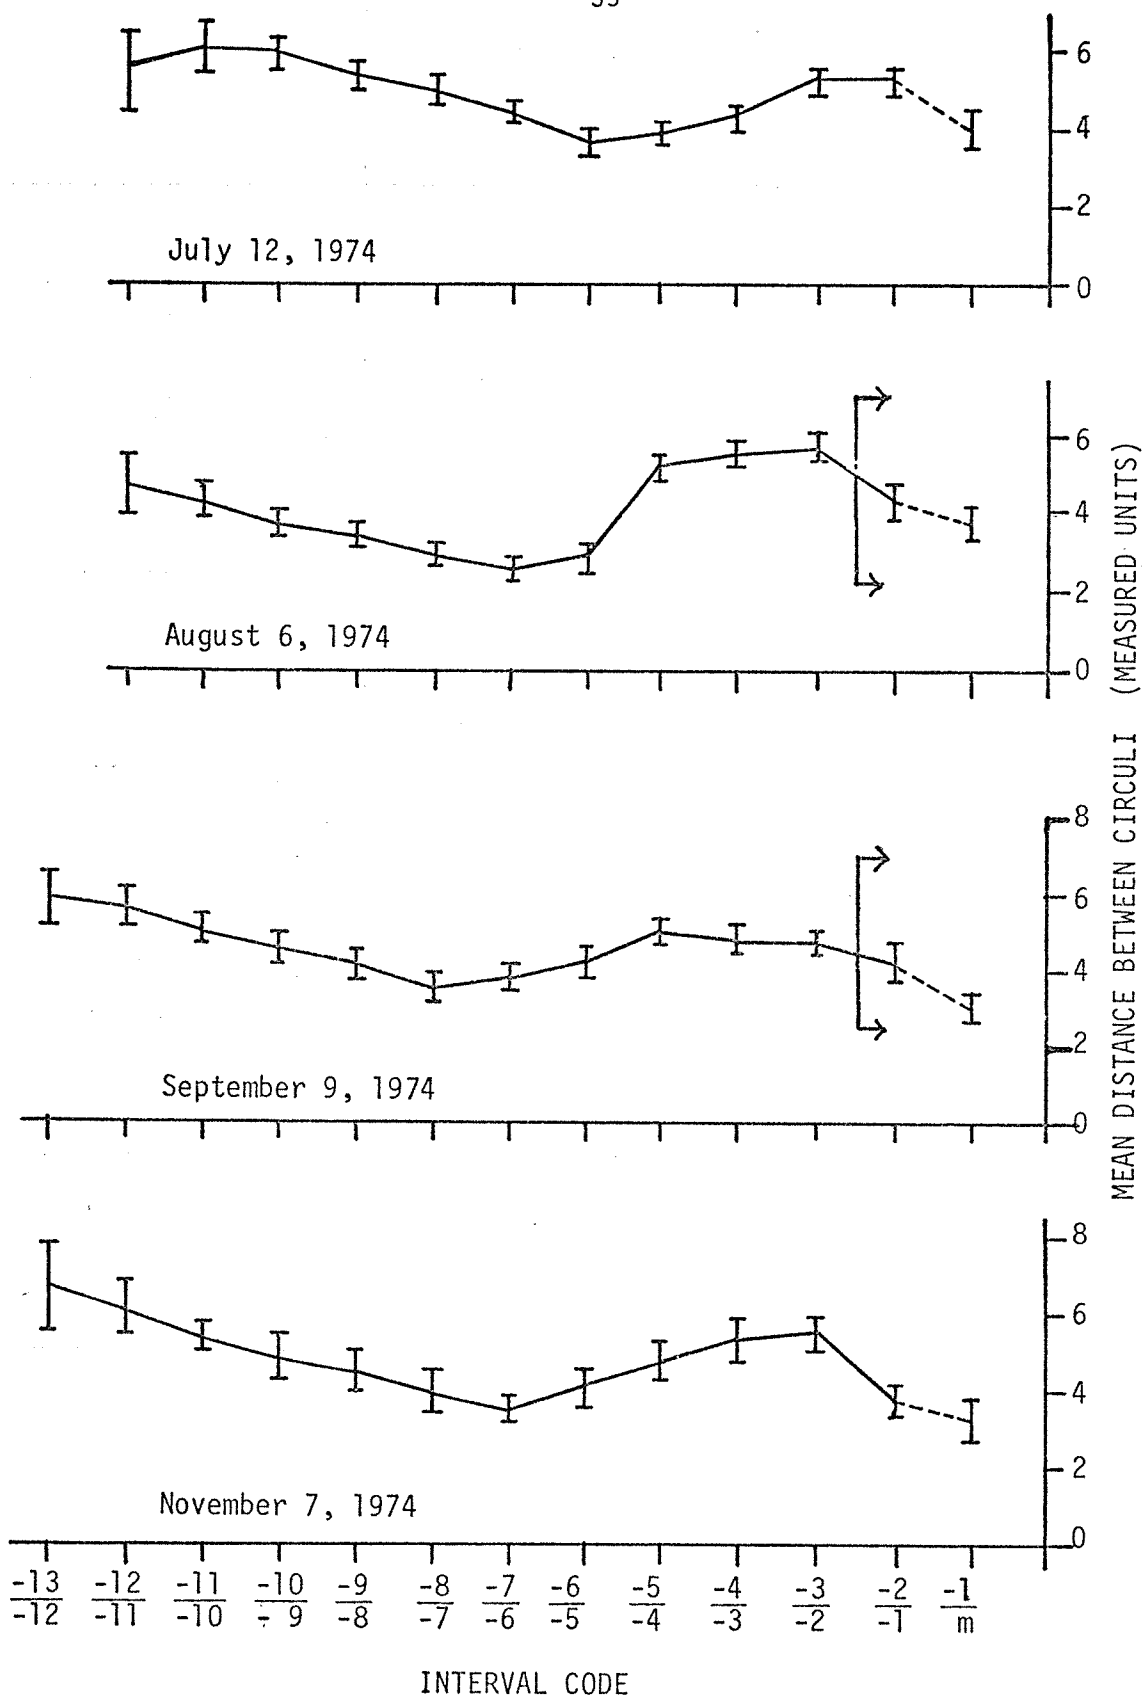 6
4
2
0
July 12, 1974
6
4
2
0
August 6, 1974
8
6
4
2
0
September 9, 1974
8
6
4
2
0
November 7, 1974
MEAN DISTANCE BETWEEN CIRCULI (MEASURED UNITS)
-13 -12 -11 -10 -9 -8 -7 -6 -5 -4 -3 -2 -1
-12 -11 -10 -9 -8 -7 -6 -5 -4 -3 -2 -1 m
INTERVAL CODE